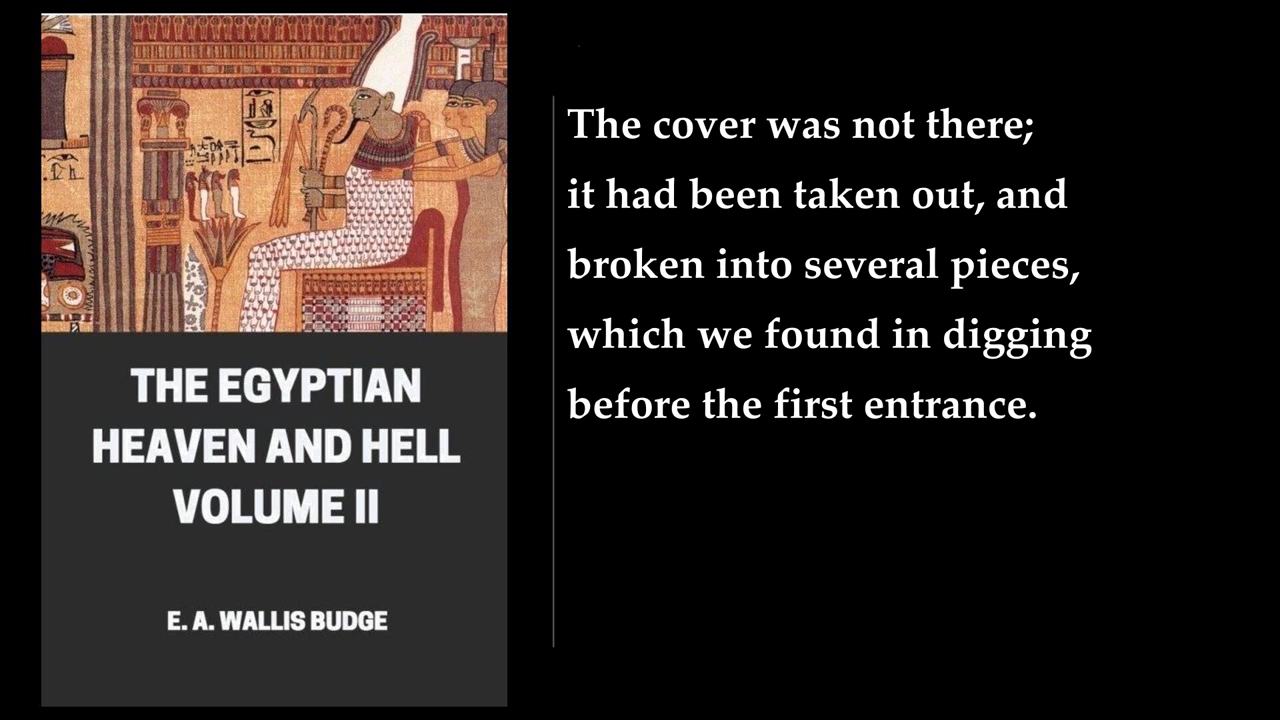 THE EGYPTIAN
HEAVEN AND HELL
VOLUME II
E. A. WALLIS BUDGE
The cover was not there;
it had been taken out, and
broken into several pieces,
which we found in digging
before the first entrance.